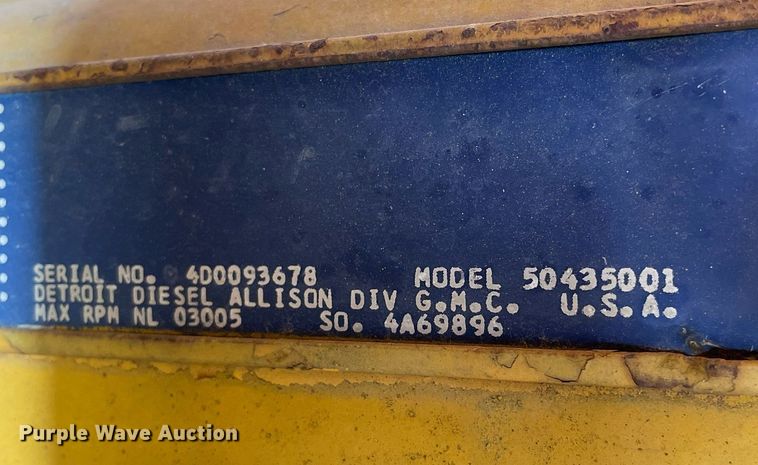 SERIAL NO. 4D0093678 MODEL 50435001
DETROIT DIESEL ALLISON DIV G.M.C. U.S.A.
MAX RPM NL 03005 SO. 4A69896
Purple Wave Auction